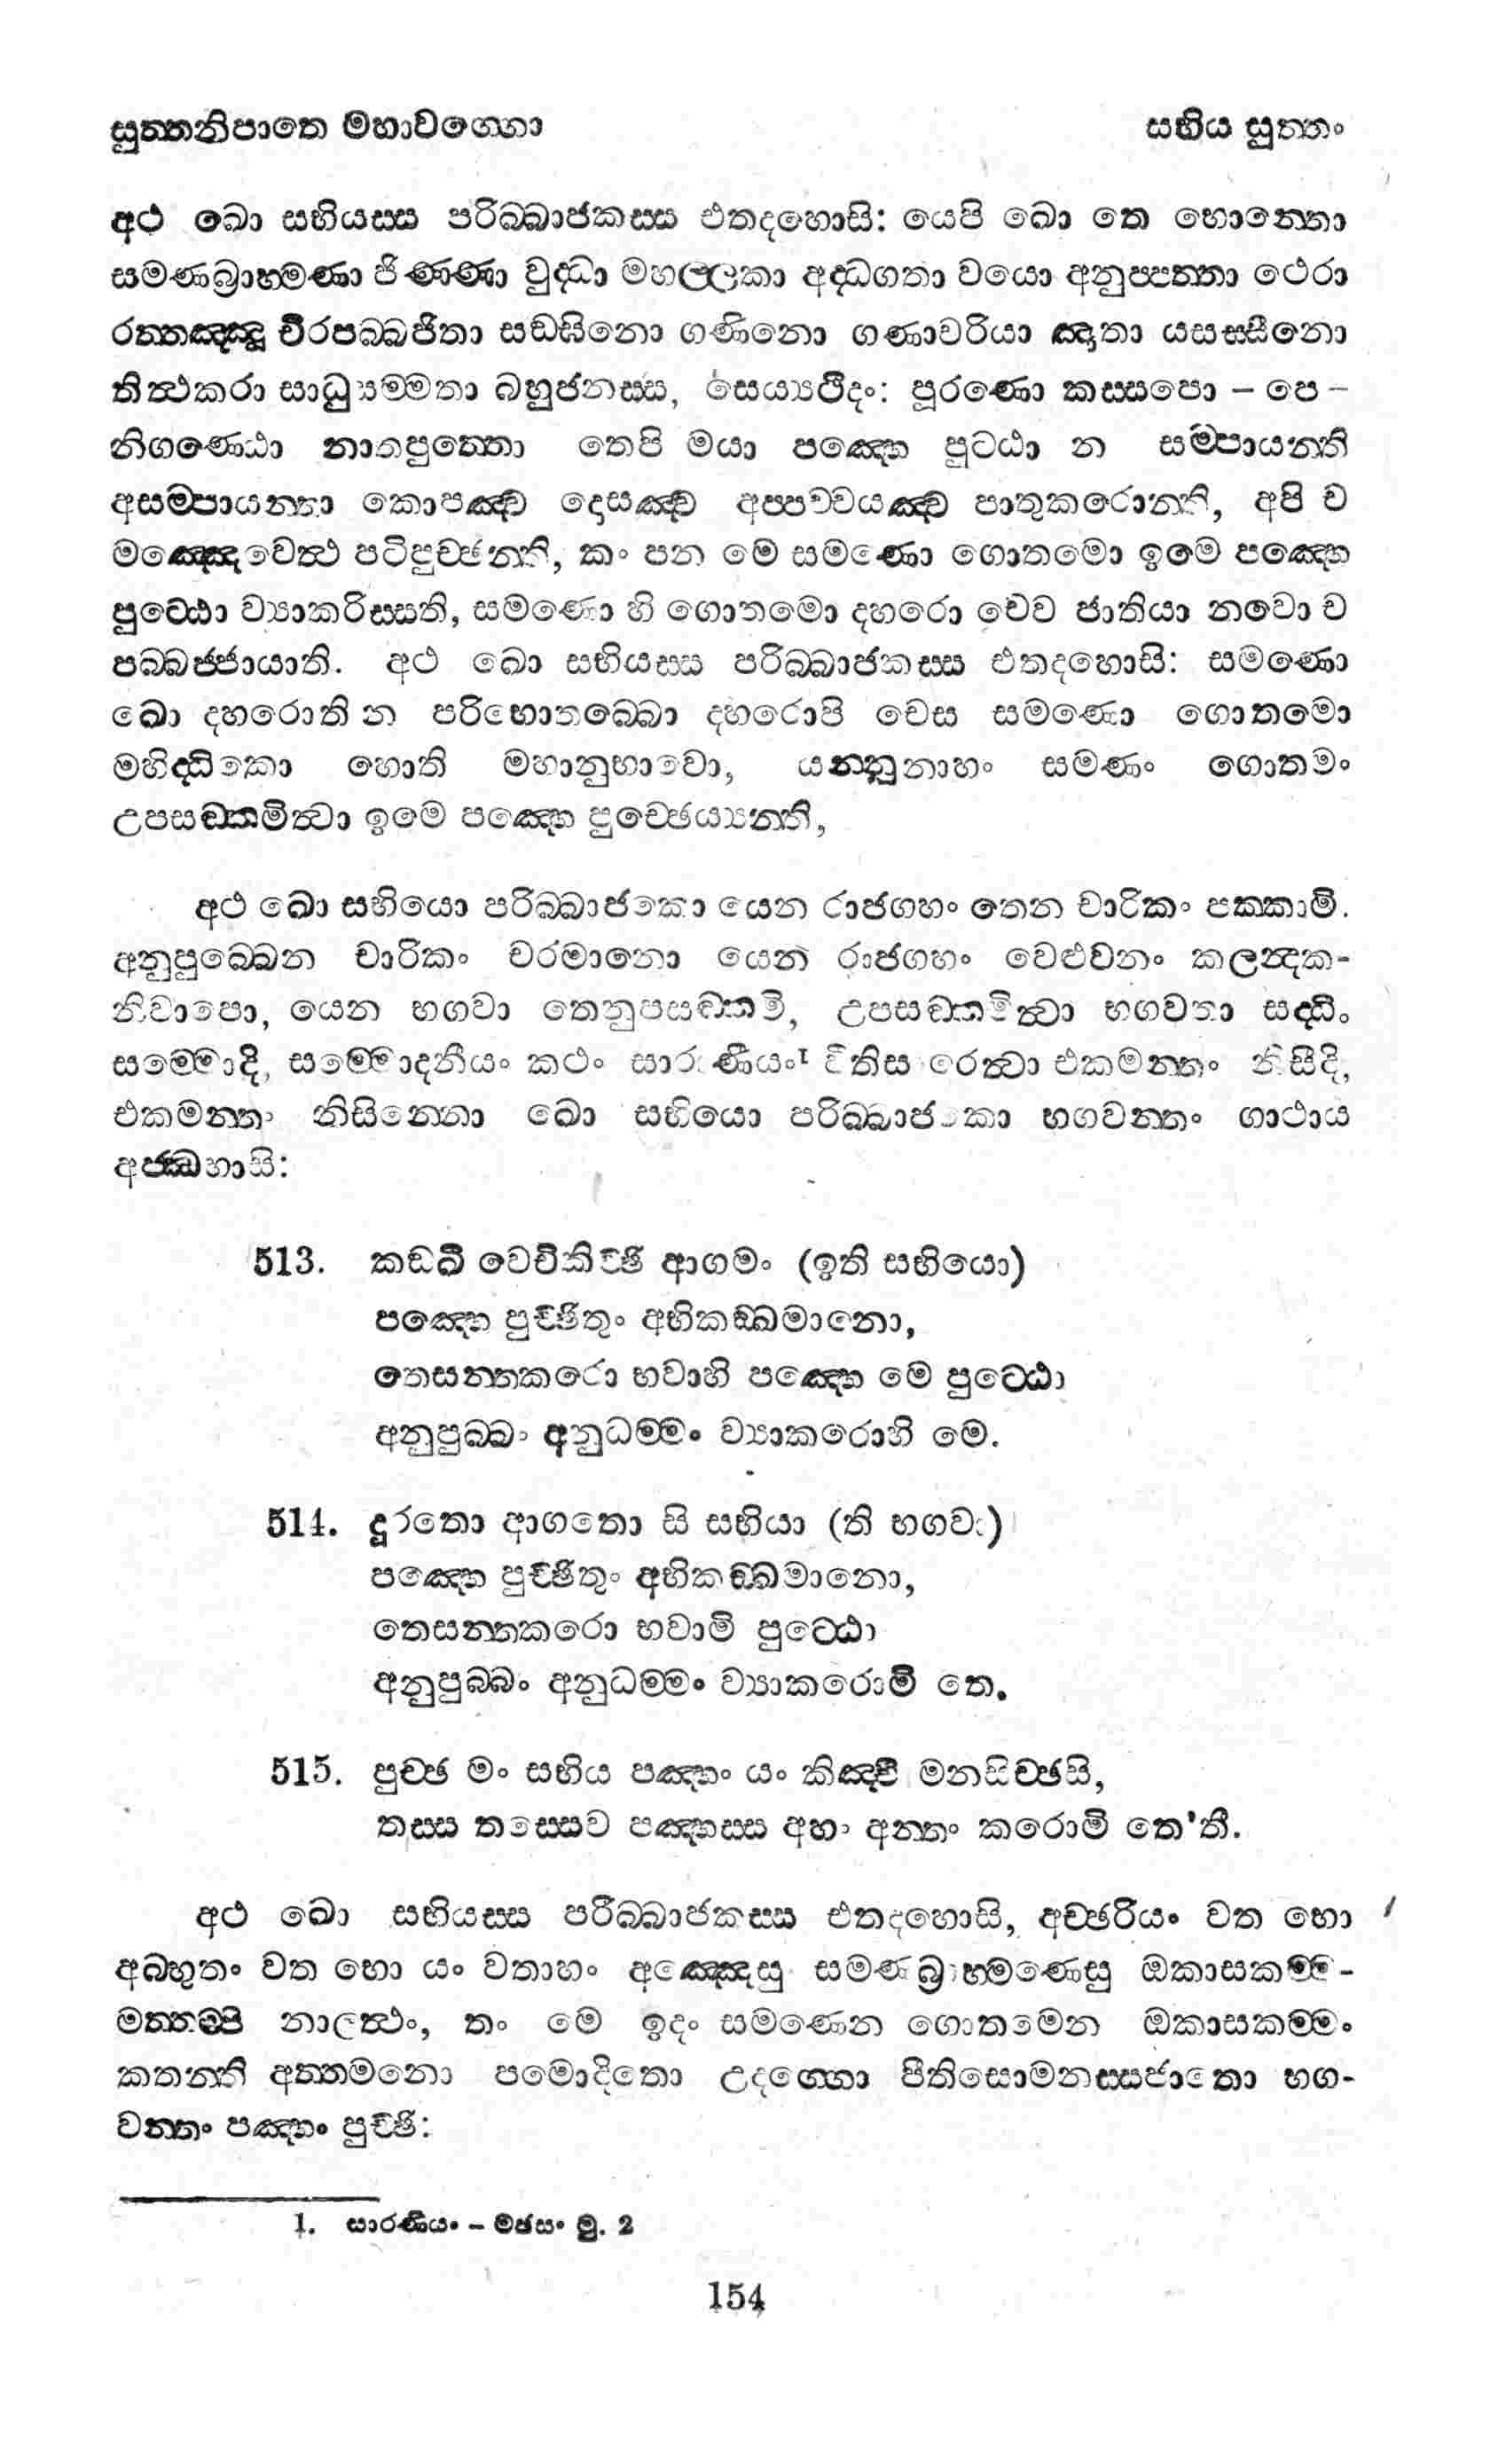 සුත්තනිපාතෙ මහාවග්ගො සභිය සුත්තං
අථ ඛො සභියස්ස පරිබ්බාජකස්ස එතදහොසි: යෙපි ඛො තෙ භොන්තො
සමණබ්‍රාහ්මණා ජිණ්ණා වුද්ධා මහල්ලකා අද්ධගතා වයො අනුප්පත්තා ථෙරා
රත්තඤ්ඤූ චිරපබ්බජිතා සඞ්ඝිනො ගණිනො ගණාචරියා ඤාතා යසස්සිනො
තිත්ථකරා සාධුසම්මතා බහුජනස්ස, සෙය්‍යථිදං: පූරණො කස්සපො – පෙ –
නිගණ්ඨො නාතපුත්තො තෙපි මයා පඤ්හෙ පුට්ඨා න සම්පායන්ති
අසම්පායන්තා කොපඤ්ච දොසඤ්ච අප්පච්චයඤ්ච පාතුකරොන්ති, අපි ච
මඤ්ඤෙවෙත්ථ පටිපුච්ඡන්ති, කං පන මෙ සමණො ගොතමො ඉමෙ පඤ්හෙ
පුට්ඨො ව්‍යාකරිස්සති, සමණො හි ගොතමො දහරො චෙව ජාතියා නවො ච
පබ්බජ්ජායාති. අථ ඛො සභියස්ස පරිබ්බාජකස්ස එතදහොසි: සමණො
ඛො දහරොති න පරිභොතබ්බො දහරොපි චෙස සමණො ගොතමො
මහිද්ධිකො හොති මහානුභාවො, යන්නූනාහං සමණං ගොතමං
උපසඞ්කමිත්වා ඉමෙ පඤ්හෙ පුච්ඡෙය්‍යන්ති,
අථ ඛො සභියො පරිබ්බාජකො යෙන රාජගහං තෙන චාරිකං පක්කාමි.
අනුපුබ්බෙන චාරිකං චරමානො යෙන රාජගහං වෙළුවනං කලන්දක-
නිවාපො, යෙන භගවා තෙනුපසඞ්කමි, උපසඞ්කමිත්වා භගවතා සද්ධිං
සම්මොදි, සම්මොදනීයං කථං සාරාණීයං¹ වීතිසාරෙත්වා එකමන්තං නිසීදි,
එකමන්තං නිසින්නො ඛො සභියො පරිබ්බාජකො භගවන්තං ගාථාය
අජ්ඣභාසි:
513. කඞ්ඛී වෙචිකිච්ඡී ආගමං (ඉති සභියො)
පඤ්හෙ පුච්ඡිතුං අභිකඞ්ඛමානො,
තෙසන්තකරො භවාහි පඤ්හෙ මෙ පුට්ඨො
අනුපුබ්බං අනුධම්මං ව්‍යාකරොහි මෙ.
514. දූරතො ආගතො සි සභියා (ති භගවා)
පඤ්හෙ පුච්ඡිතුං අභිකඞ්ඛමානො,
තෙසන්තකරො භවාමි පුට්ඨො
අනුපුබ්බං අනුධම්මං ව්‍යාකරොමි තෙ.
515. පුච්ඡ මං සභිය පඤ්හං යං කිඤ්චි මනසිච්ඡසි,
තස්ස තස්සෙව පඤ්හස්ස අහං අන්තං කරොමි තෙ'තී.
අථ ඛො සභියස්ස පරිබ්බාජකස්ස එතදහොසි, අච්ඡරියං වත භො
අබ්භුතං වත භො යං වතාහං අඤ්ඤෙසු සමණබ්‍රාහ්මණෙසු ඔකාසකම්ම-
මත්තම්පි නාලත්ථං, තං මෙ ඉදං සමණෙන ගොතමෙන ඔකාසකම්මං
කතන්ති අත්තමනො පමොදිතො උදග්ගො පීතිසොමනස්සජාතො භග-
වන්තං පඤ්හං පුච්ඡි:
1. සාරණීයං – මඡසං මු. 2
154